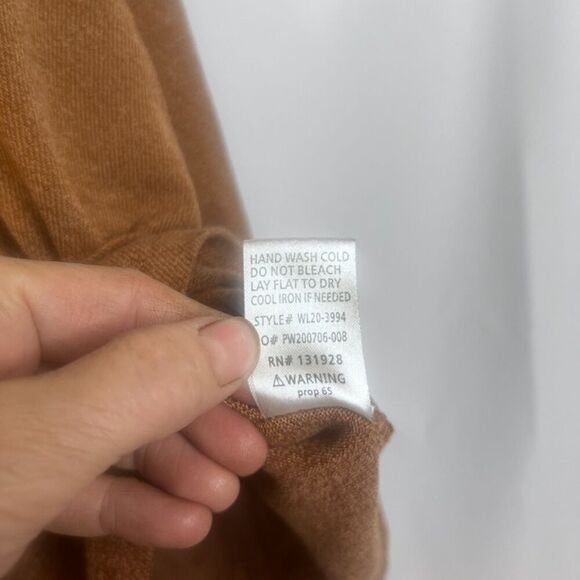 HAND WASH COLD
DO NOT BLEACH
LAY FLAT TO DRY
COOL IRON IF NEEDED
STYLE# WL20-3994
O# PW200706-008
RN# 131928
⚠WARNING
prop 65